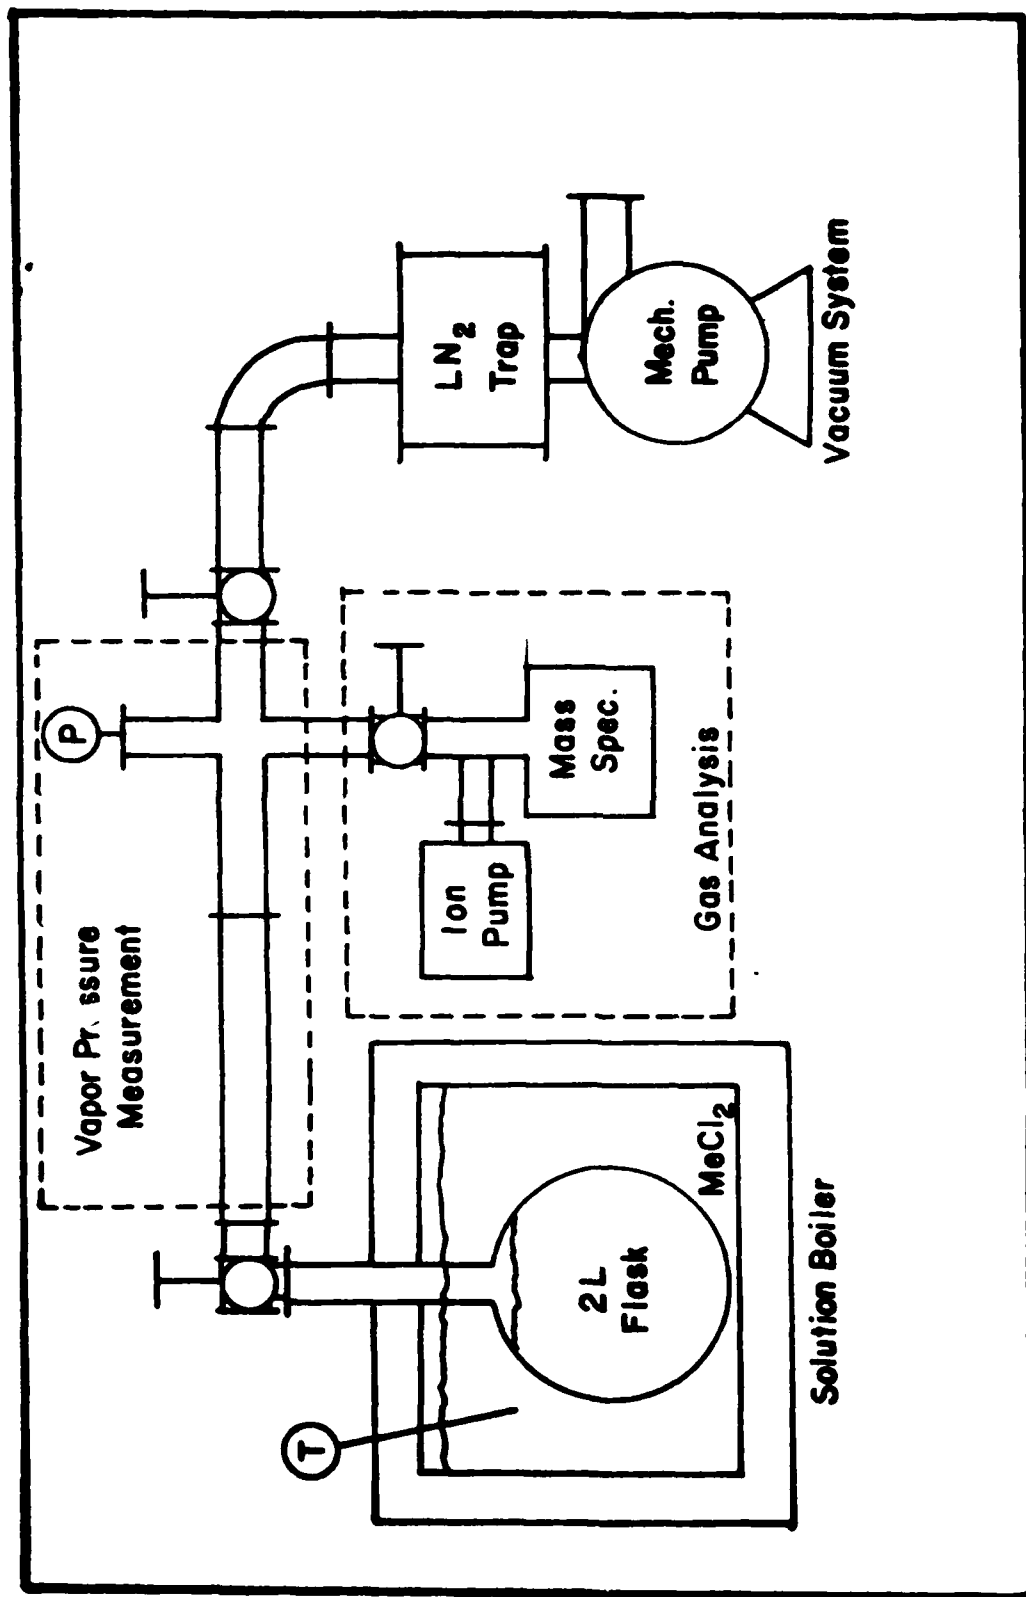 Vapor Pr. ssure
Measurement
P
T
2L
Flask
MeCl₂
Solution Boiler
Ion
Pump
Mass
Spec.
Gas Analysis
LN₂
Trap
Mech.
Pump
Vacuum System